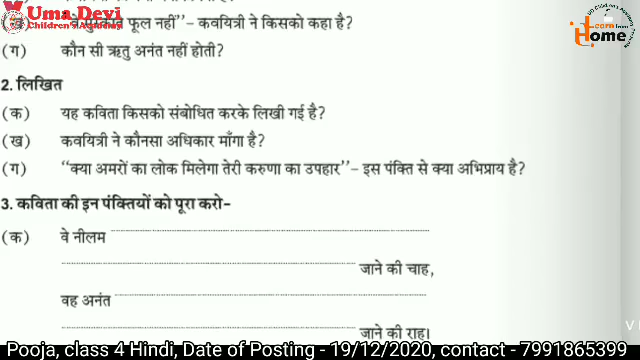 Uma Devi
Children's Academy
(ख) "वे मुस्काते फूल नहीं"- कवयित्री ने किसको कहा है?
(ग) कौन सी ऋतु अनंत नहीं होती?
2. लिखित
(क) यह कविता किसको संबोधित करके लिखी गई है?
(ख) कवयित्री ने कौनसा अधिकार माँगा है?
(ग) "क्या अमरों का लोक मिलेगा तेरी करुणा का उपहार"- इस पंक्ति से क्या अभिप्राय है?
3. कविता की इन पंक्तियों को पूरा करो-
(क) वे नीलम
जाने की चाह,
वह अनंत
जाने की राह।
learn from
Home
Pooja, class 4 Hindi, Date of Posting - 19/12/2020, contact - 7991865399